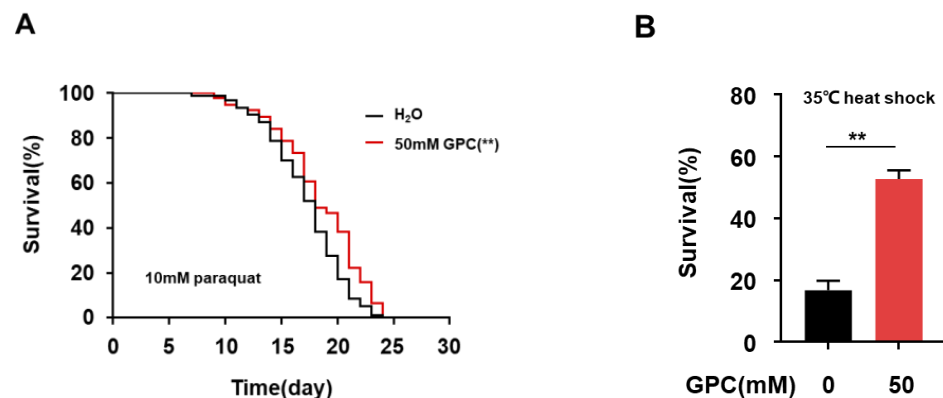 A
Survival(%)
100
80
60
40
20
0
H₂O
50mM GPC(**)
10mM paraquat
0 5 10 15 20 25 30
Time(day)
B
Survival(%)
80
60
40
20
0
35℃ heat shock
**
GPC(mM) 0 50